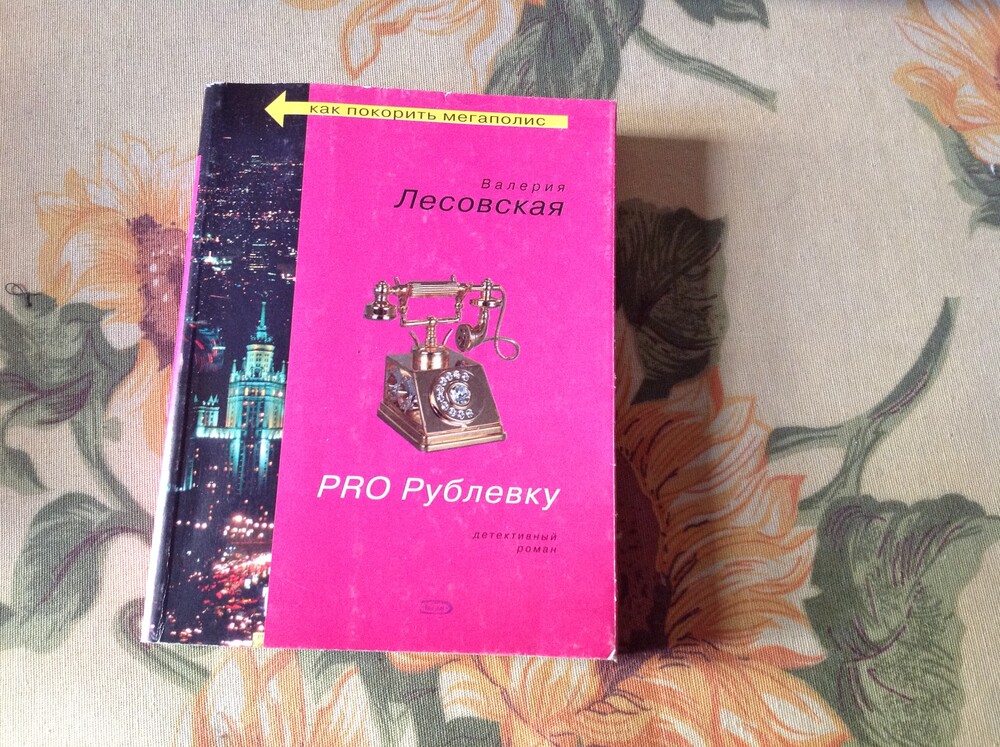 как покорить мегаполис
Валерия
Лесовская
PRO Рублевку
детективный
роман